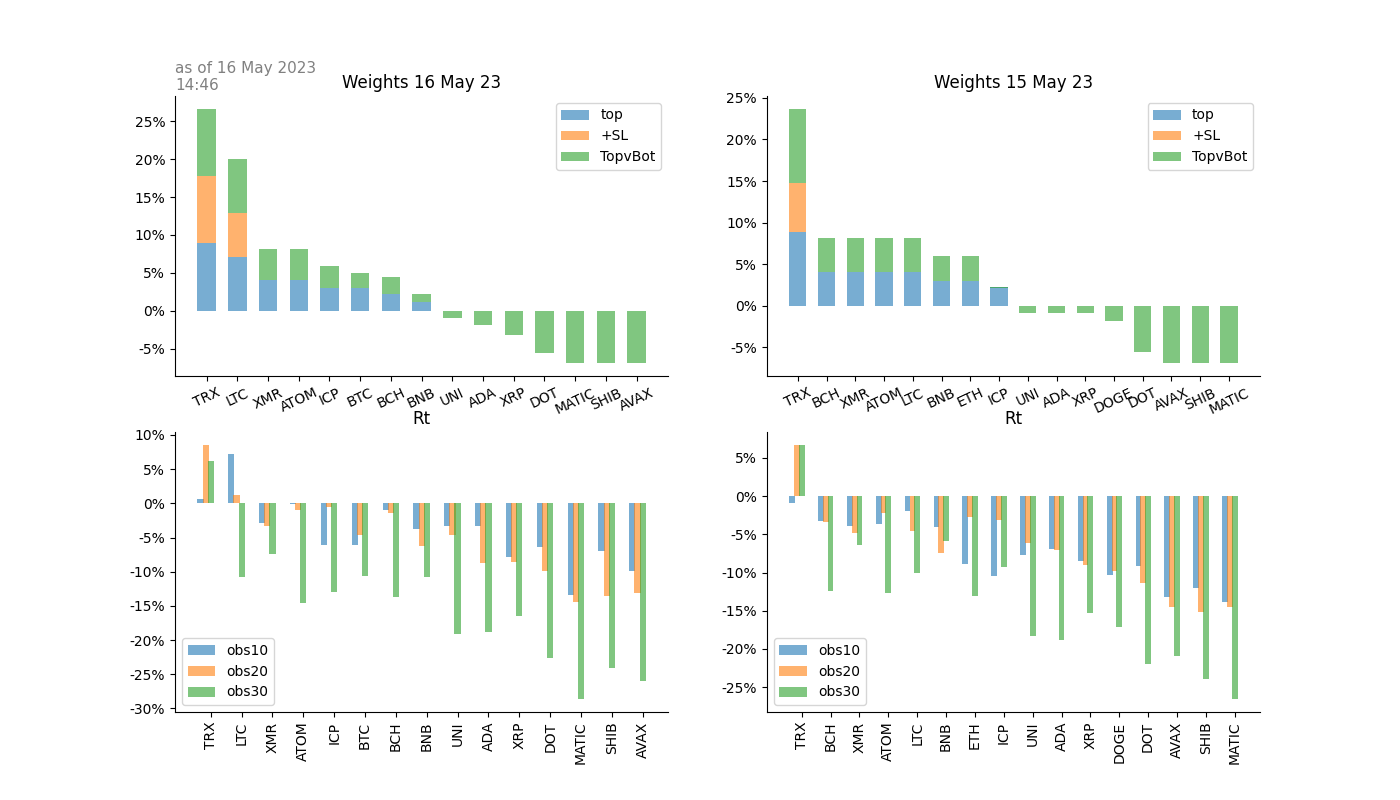 as of 16 May 2023
14:46
Weights 16 May 23
25%
20%
15%
10%
5%
0%
-5%
top
+SL
TopvBot
TRX LTC XMR ATOM ICP BTC BCH BNB UNI ADA XRP DOT MATIC SHIB AVAX
Weights 15 May 23
25%
20%
15%
10%
5%
0%
-5%
top
+SL
TopvBot
TRX BCH XMR ATOM LTC BNB ETH ICP UNI ADA XRP DOGE DOT AVAX SHIB MATIC
Rt
10%
5%
0%
-5%
-10%
-15%
-20%
-25%
-30%
obs10
obs20
obs30
TRX LTC XMR ATOM ICP BTC BCH BNB UNI ADA XRP DOT MATIC SHIB AVAX
Rt
5%
0%
-5%
-10%
-15%
-20%
-25%
obs10
obs20
obs30
TRX BCH XMR ATOM LTC BNB ETH ICP UNI ADA XRP DOGE DOT AVAX SHIB MATIC